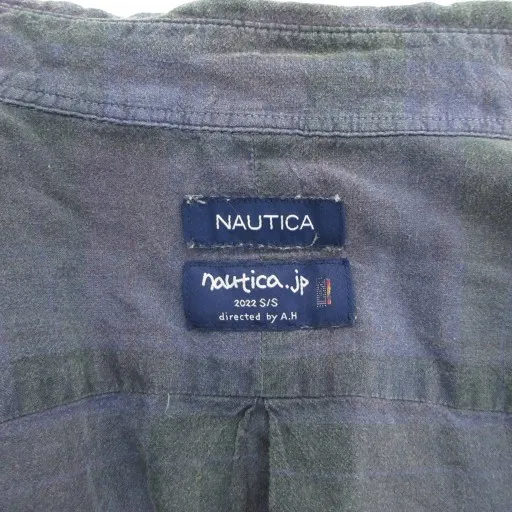 NAUTICA
nautica.jp
2022 S/S
directed by A.H